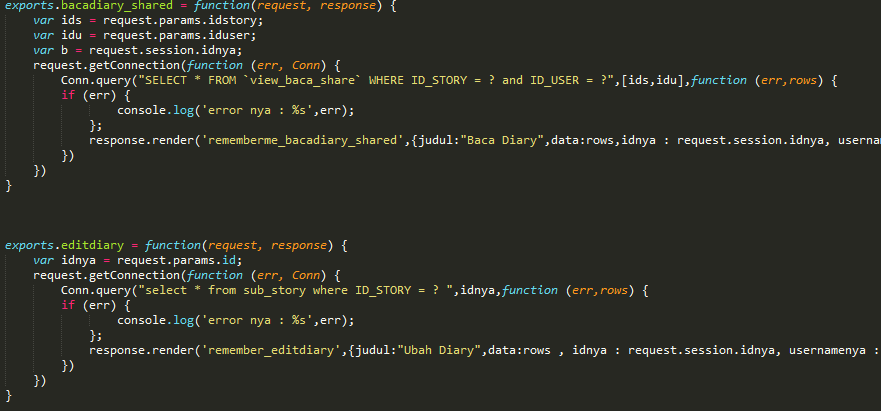 exports.bacadiary_shared = function(request, response) {
    var ids = request.params.idstory;
    var idu = request.params.iduser;
    var b = request.session.idnya;
    request.getConnection(function (err, Conn) {
        Conn.query("SELECT * FROM `view_baca_share` WHERE ID_STORY = ? and ID_USER = ?",[ids,idu],function (err,rows) {
        if (err) {
                console.log('error nya : %s',err);
            };
            response.render('rememberme_bacadiary_shared',{judul:"Baca Diary",data:rows,idnya : request.session.idnya, userna
        })
    })
}
exports.editdiary = function(request, response) {
    var idnya = request.params.id;
    request.getConnection(function (err, Conn) {
        Conn.query("select * from sub_story where ID_STORY = ? ",idnya,function (err,rows) {
        if (err) {
                console.log('error nya : %s',err);
            };
            response.render('remember_editdiary',{judul:"Ubah Diary",data:rows , idnya : request.session.idnya, usernamenya :
        })
    })
}